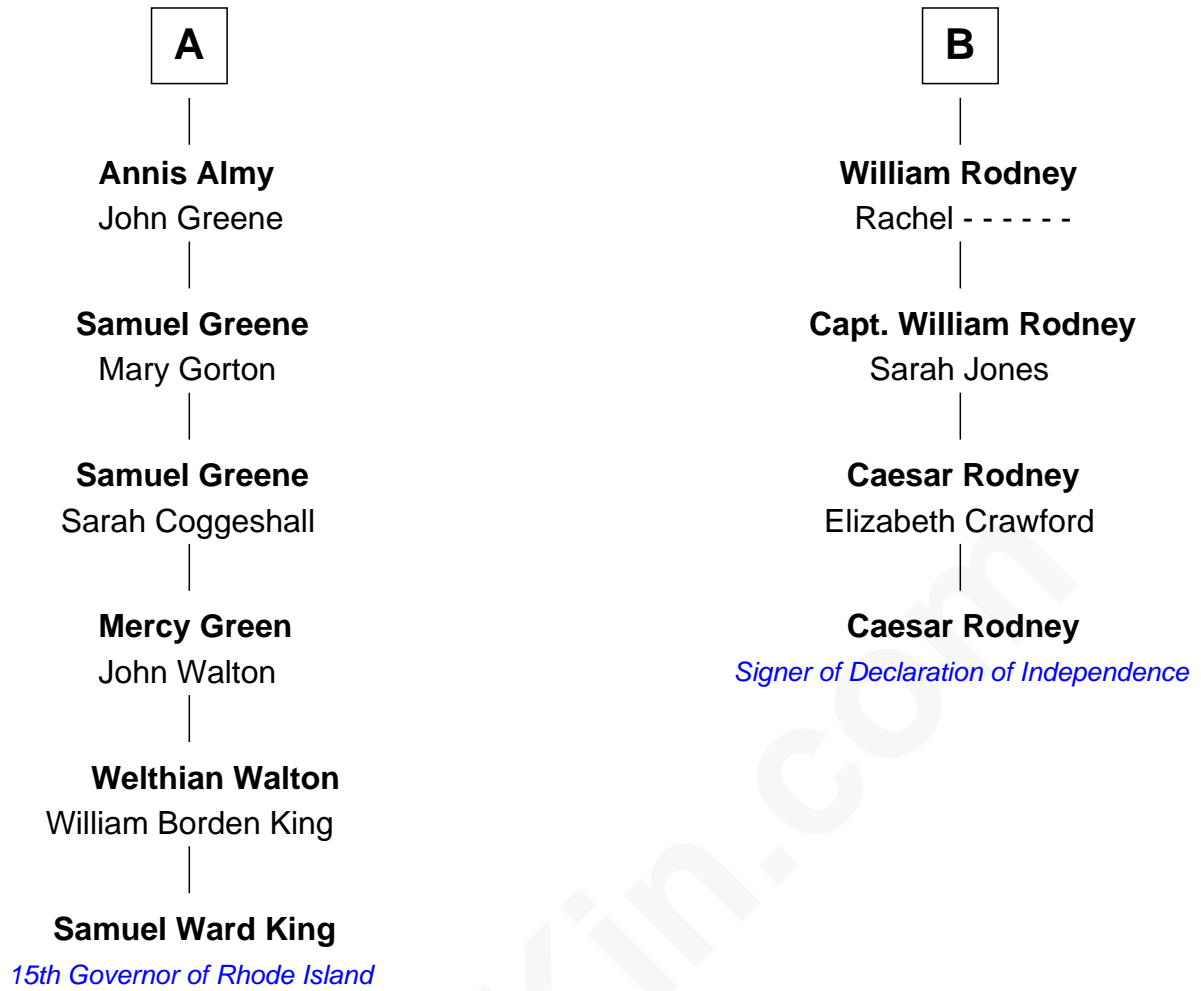 A
Annis Almy
John Greene
Samuel Greene
Mary Gorton
Samuel Greene
Sarah Coggeshall
Mercy Green
John Walton
Welthian Walton
William Borden King
Samuel Ward King
15th Governor of Rhode Island
B
William Rodney
Rachel - - - - - -
Capt. William Rodney
Sarah Jones
Caesar Rodney
Elizabeth Crawford
Caesar Rodney
Signer of Declaration of Independence
Kin.com